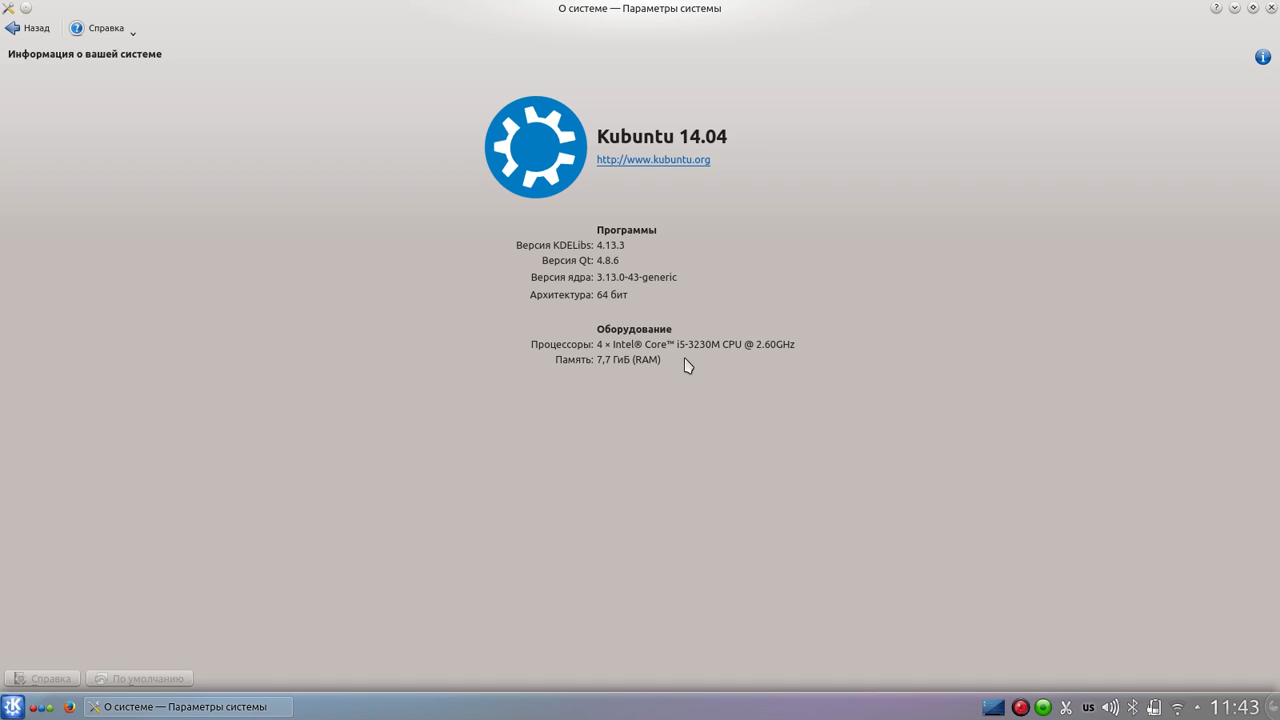 О системе — Параметры системы
Назад
Справка
Информация о вашей системе
Kubuntu 14.04
http://www.kubuntu.org
Программы
Версия KDELibs: 4.13.3
Версия Qt: 4.8.6
Версия ядра: 3.13.0-43-generic
Архитектура: 64 бит
Оборудование
Процессоры: 4 × Intel® Core™ i5-3230M CPU @ 2.60GHz
Память: 7,7 ГиБ (RAM)
Справка
По умолчанию
О системе — Параметры системы
us
11:43